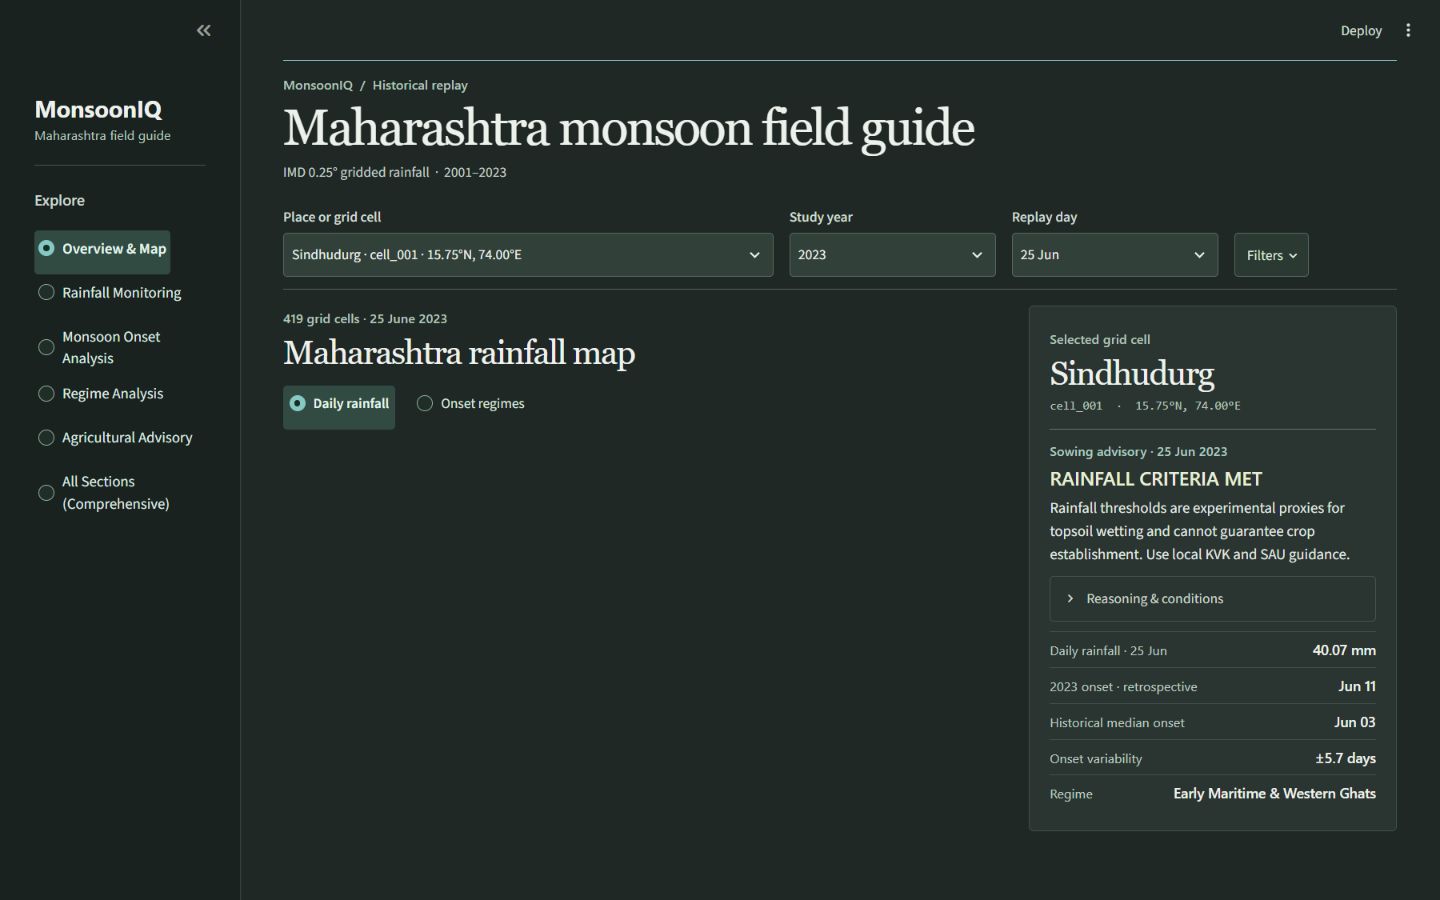 Deploy
MonsoonIQ
Maharashtra field guide
Explore
Overview & Map
Rainfall Monitoring
Monsoon Onset
Analysis
Regime Analysis
Agricultural Advisory
All Sections
(Comprehensive)
MonsoonIQ / Historical replay
Maharashtra monsoon field guide
IMD 0.25° gridded rainfall · 2001–2023
Place or grid cell
Sindhudurg · cell_001 · 15.75°N, 74.00°E
Study year
2023
Replay day
25 Jun
Filters
419 grid cells · 25 June 2023
Maharashtra rainfall map
Daily rainfall
Onset regimes
Selected grid cell
Sindhudurg
cell_001 · 15.75°N, 74.00°E
Sowing advisory · 25 Jun 2023
RAINFALL CRITERIA MET
Rainfall thresholds are experimental proxies for
topsoil wetting and cannot guarantee crop
establishment. Use local KVK and SAU guidance.
Reasoning & conditions
Daily rainfall · 25 Jun 40.07 mm
2023 onset · retrospective Jun 11
Historical median onset Jun 03
Onset variability ±5.7 days
Regime Early Maritime & Western Ghats